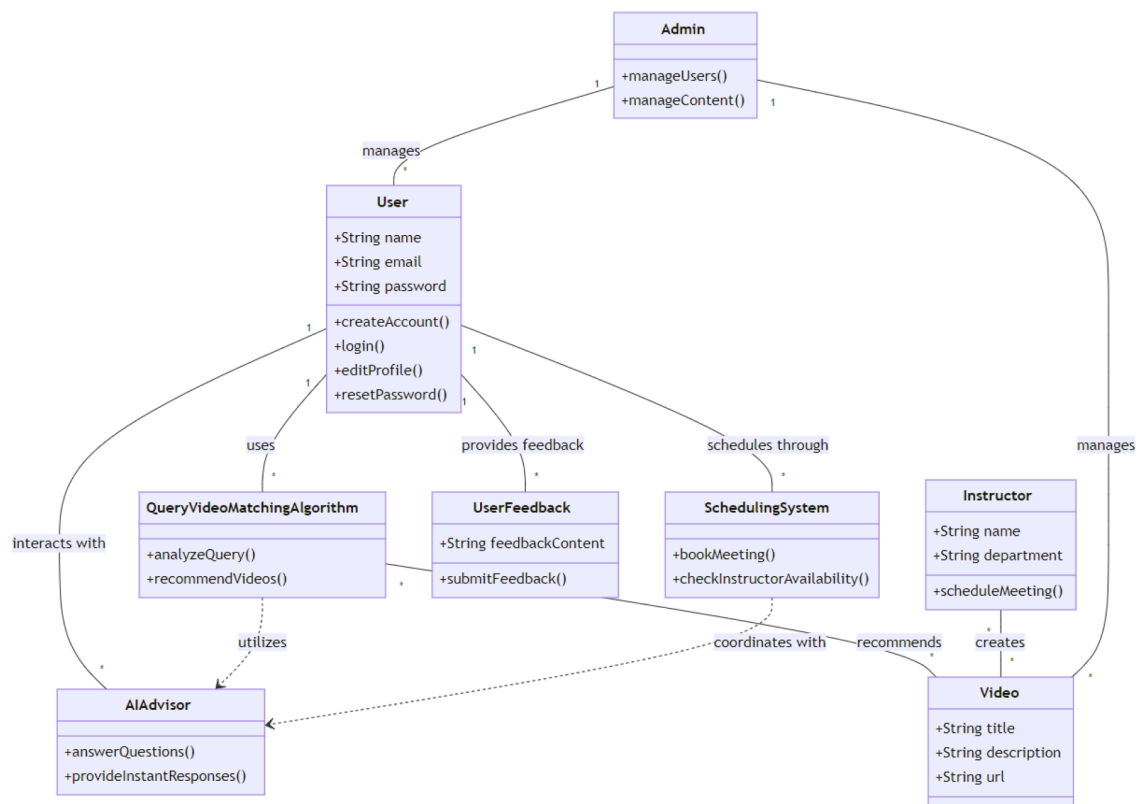 Admin
+manageUsers()
+manageContent()
1
1
manages
*
User
+String name
+String email
+String password
+createAccount()
+login()
+editProfile()
+resetPassword()
1
1
1
1
uses
provides feedback
schedules through
manages
*
*
*
QueryVideoMatchingAlgorithm
+analyzeQuery()
+recommendVideos()
UserFeedback
+String feedbackContent
+submitFeedback()
SchedulingSystem
+bookMeeting()
+checkInstructorAvailability()
Instructor
+String name
+String department
+scheduleMeeting()
interacts with
*
*
utilizes
coordinates with
recommends
creates
*
*
*
*
AIAdvisor
+answerQuestions()
+provideInstantResponses()
Video
+String title
+String description
+String url